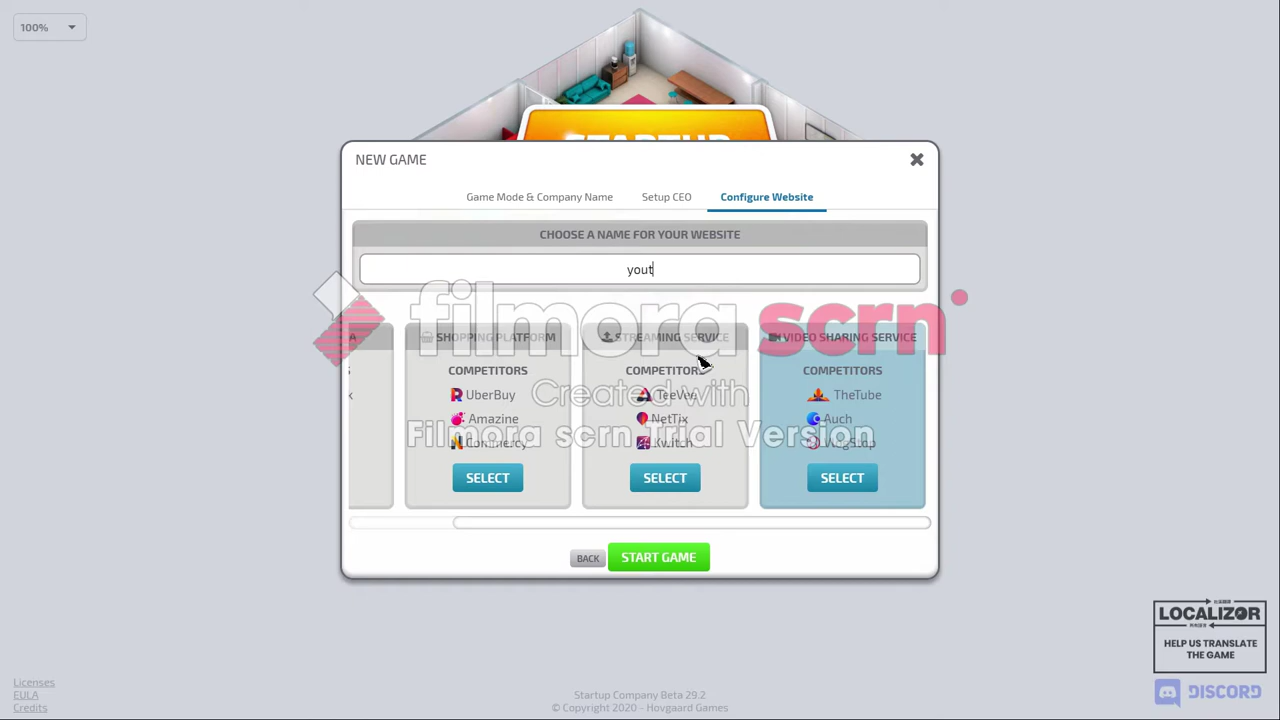 100%
STARTUP
NEW GAME
Game Mode & Company Name
Setup CEO
Configure Website
CHOOSE A NAME FOR YOUR WEBSITE
yout
filmora scrn
Created with
Filmora scrn Trial Version
SHOPPING PLATFORM
COMPETITORS
UberBuy
Amazine
Commercy
SELECT
STREAMING SERVICE
COMPETITORS
TeeVee
NetTix
Kwitch
SELECT
VIDEO SHARING SERVICE
COMPETITORS
TheTube
Auch
SELECT
BACK
START GAME
LOCALIZOR
HELP US TRANSLATE
THE GAME
DISCORD
Licenses
EULA
Credits
Startup Company Beta 29.2
© Copyright 2020 - Hovgaard Games